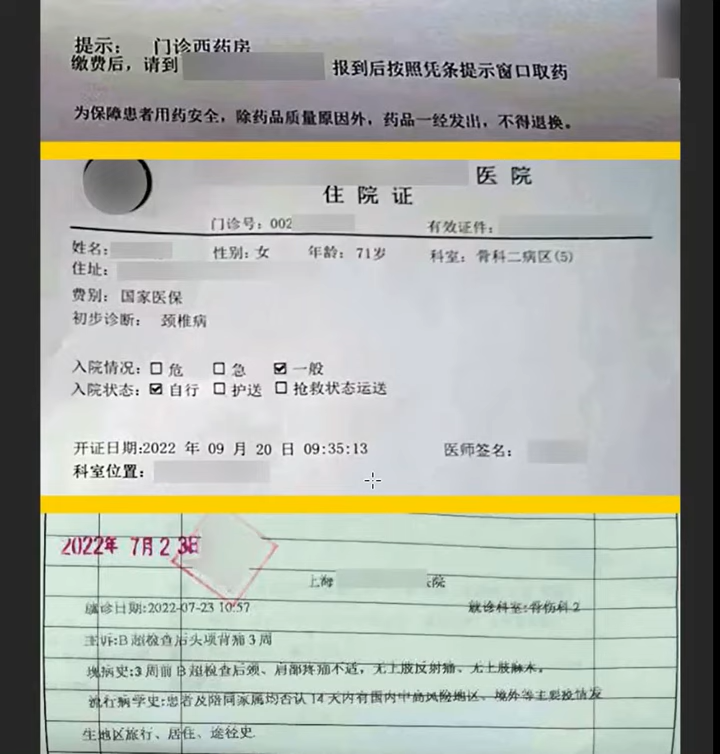 提示： 门诊西药房
缴费后，请到 报到后按照凭条提示窗口取药
为保障患者用药安全，除药品质量原因外，药品一经发出，不得退换。
医院
住院证
门诊号：002 有效证件：
姓名： 性别：女 年龄：71岁 科室：骨科二病区(5)
住址：
费别：国家医保
初步诊断： 颈椎病
入院情况：☐危 ☐急 ☑一般
入院状态：☑自行 ☐护送 ☐抢救状态运送
开证日期:2022 年 09 月 20 日 09:35:13 医师签名：
科室位置：
2022年 7月23日
上海 院
就诊日期:2022-07-23 10:57 就诊科室:骨伤科2
主诉:B超检查后头项背痛3周
现病史:3周前B超检查后颈、肩部疼痛不适，无上肢反射痛、无上肢麻木。
流行病学史:患者及陪同家属均否认14天内有国内中高风险地区、境外等主要疫情发
生地区旅行、居住、途径史